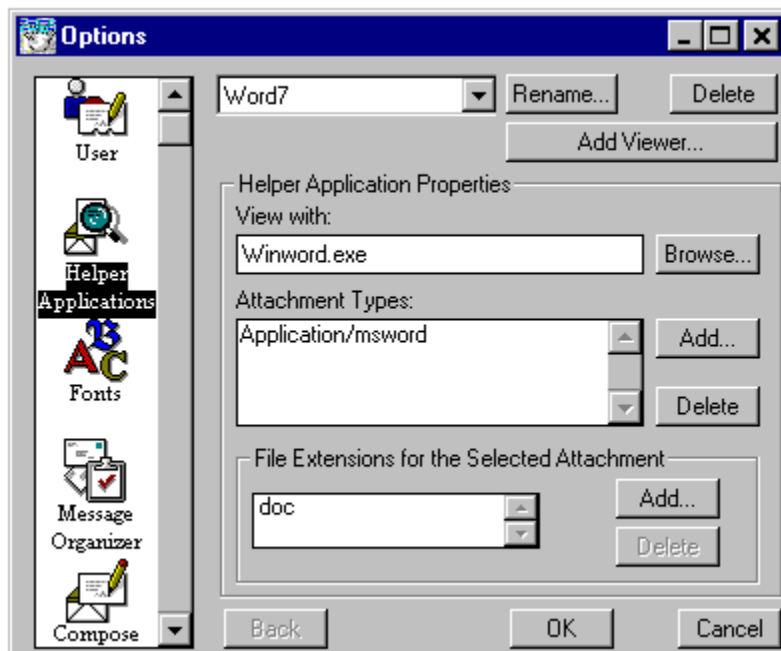 Options
User
Helper
Applications
Fonts
Message
Organizer
Compose
Word7
Rename...
Delete
Add Viewer...
Helper Application Properties
View with:
Winword.exe
Browse...
Attachment Types:
Application/msword
Add...
Delete
File Extensions for the Selected Attachment
doc
Add...
Delete
Back
OK
Cancel